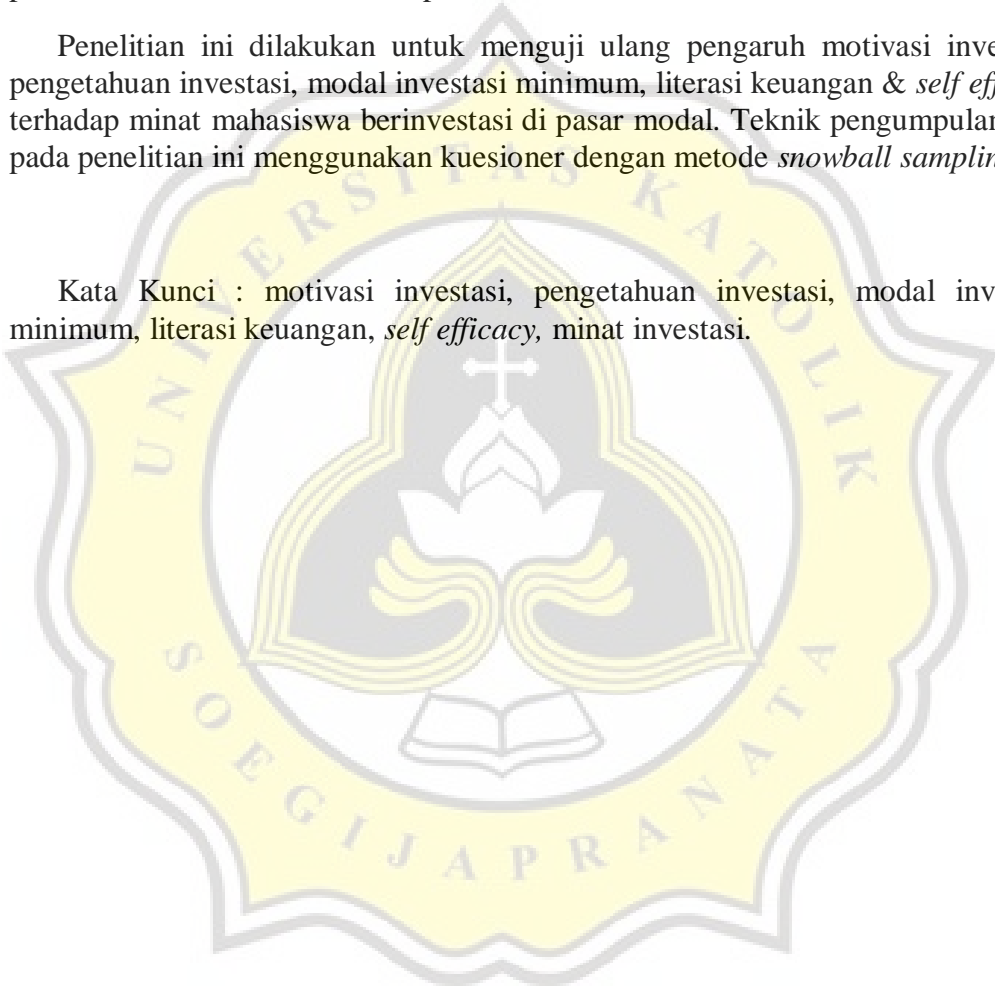 Penelitian ini dilakukan untuk menguji ulang pengaruh motivasi inve
pengetahuan investasi, modal investasi minimum, literasi keuangan & self eff
terhadap minat mahasiswa berinvestasi di pasar modal. Teknik pengumpulan
pada penelitian ini menggunakan kuesioner dengan metode snowball samplin
Kata Kunci : motivasi investasi, pengetahuan investasi, modal inv
minimum, literasi keuangan, self efficacy, minat investasi.
UNIVERSITAS KATOLIK
SOEGIJAPRANATA